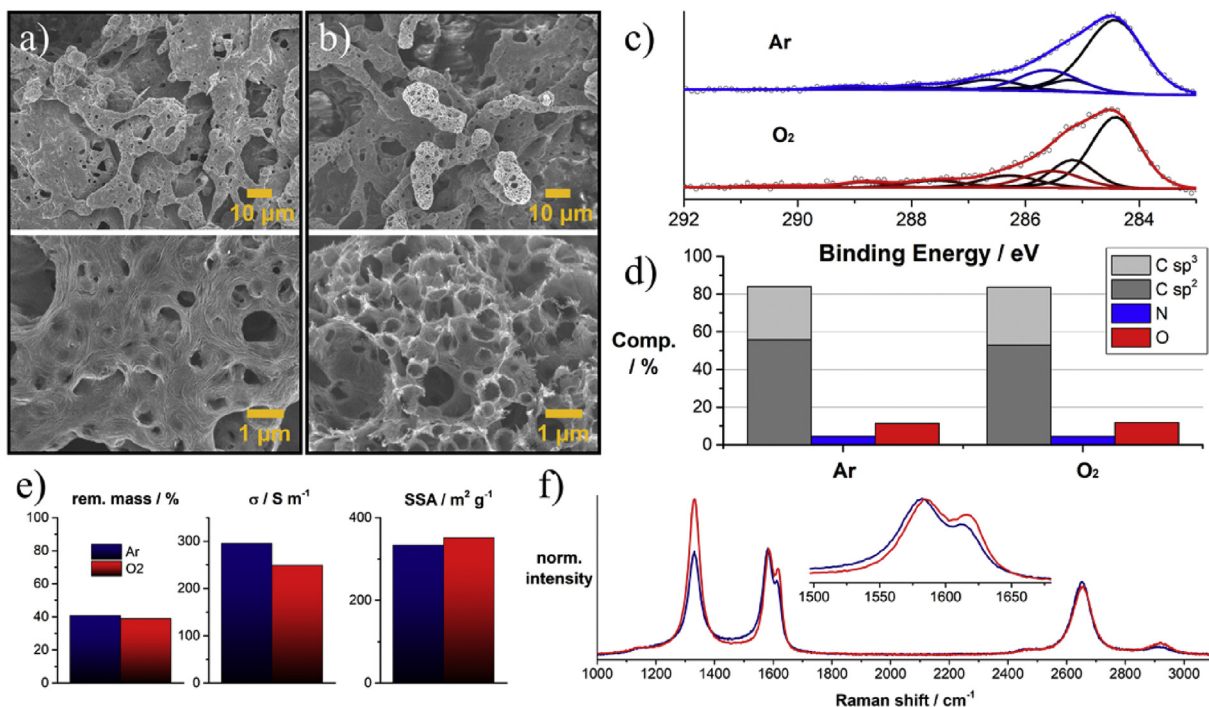 a)
b)
10 µm
10 µm
1 µm
1 µm
c)
Ar
O₂
292 290 288 286 284
Binding Energy / eV
d)
C sp³
C sp²
N
O
80
60
Comp.
/ %
40
20
0
Ar O₂
e)
rem. mass / %
σ / S m⁻¹
SSA / m² g⁻¹
100
80
60
40
20
0
Ar
O2
300
200
100
0
400
200
0
f)
norm.
intensity
1500 1550 1600 1650
1000 1200 1400 1600 1800 2000 2200 2400 2600 2800 3000
Raman shift / cm⁻¹